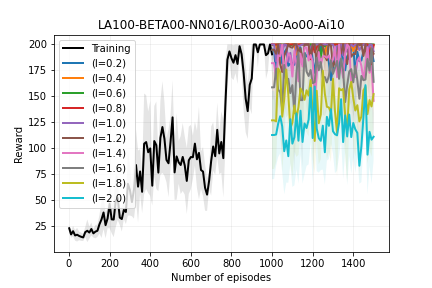 LA100-BETA00-NN016/LR0030-Ao00-Ai10
200
175
150
125
100
75
50
25
Reward
Training
(l=0.2)
(l=0.4)
(l=0.6)
(l=0.8)
(l=1.0)
(l=1.2)
(l=1.4)
(l=1.6)
(l=1.8)
(l=2.0)
0 200 400 600 800 1000 1200 1400
Number of episodes